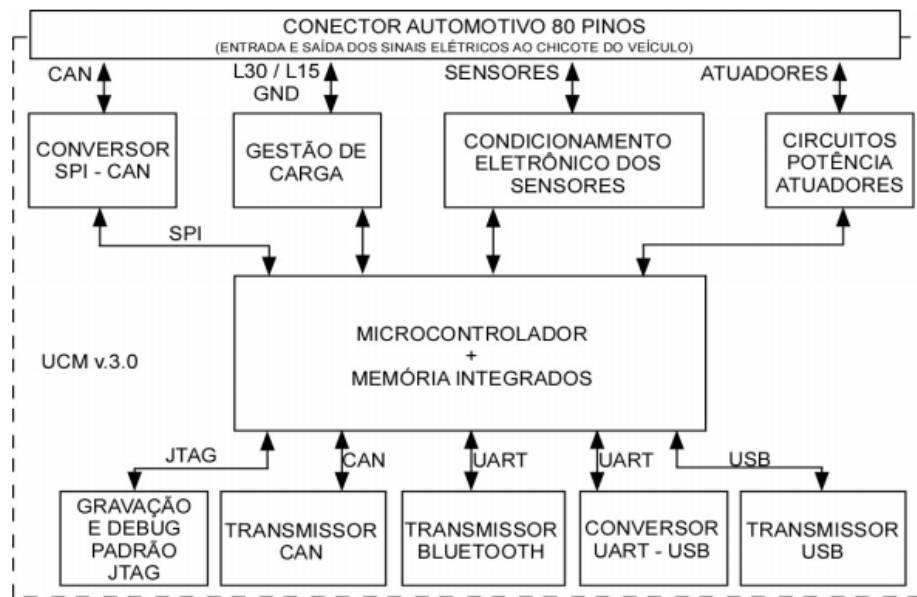 CONECTOR AUTOMOTIVO 80 PINOS
(ENTRADA E SAÍDA DOS SINAIS ELÉTRICOS AO CHICOTE DO VEÍCULO)
CAN
L30 / L15
GND
SENSORES
ATUADORES
CONVERSOR
SPI - CAN
GESTÃO DE
CARGA
CONDICIONAMENTO
ELETRÔNICO DOS
SENSORES
CIRCUITOS
POTÊNCIA
ATUADORES
SPI
MICROCONTROLADOR
+
MEMÓRIA INTEGRADOS
UCM v.3.0
JTAG
CAN
UART
UART
USB
GRAVAÇÃO
E DEBUG
PADRÃO
JTAG
TRANSMISSOR
CAN
TRANSMISSOR
BLUETOOTH
CONVERSOR
UART - USB
TRANSMISSOR
USB